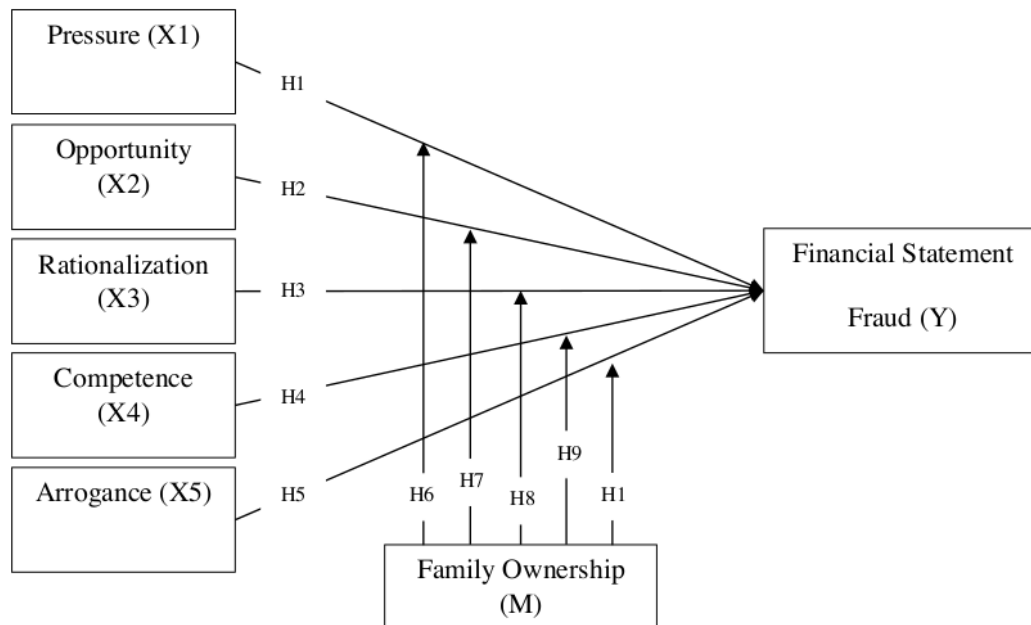 Pressure (X1)
H1
Opportunity
(X2)
H2
Rationalization
(X3)
H3
Competence
(X4)
H4
Arrogance (X5)
H5
Financial Statement
Fraud (Y)
H6
H7
H8
H9
H1
Family Ownership
(M)